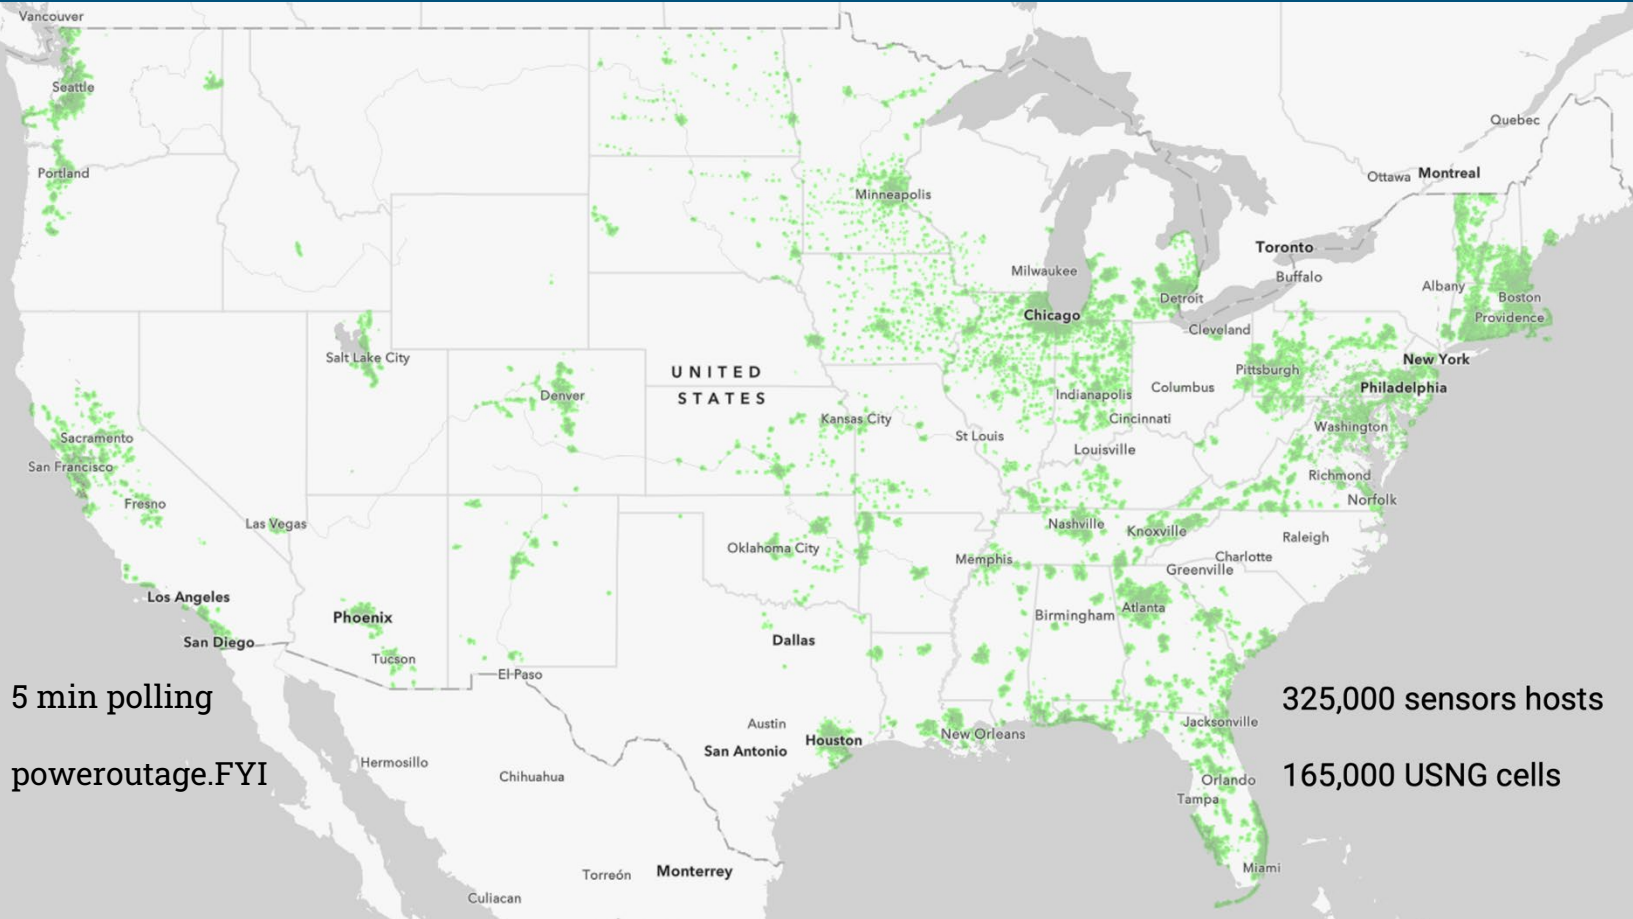 Vancouver
Seattle
Portland
Quebec
Ottawa
Montreal
Minneapolis
Toronto
Milwaukee
Buffalo
Albany
Boston
Detroit
Chicago
Providence
Cleveland
Salt Lake City
New York
UNITED
STATES
Pittsburgh
Denver
Columbus
Philadelphia
Indianapolis
Kansas City
Cincinnati
Washington
Sacramento
St Louis
Louisville
San Francisco
Richmond
Fresno
Norfolk
Las Vegas
Nashville
Knoxville
Raleigh
Oklahoma City
Memphis
Charlotte
Greenville
Los Angeles
Phoenix
Birmingham
Atlanta
San Diego
Dallas
Tucson
El Paso
5 min polling
325,000 sensors hosts
Austin
Jacksonville
Houston
New Orleans
San Antonio
Hermosillo
Chihuahua
poweroutage.FYI
165,000 USNG cells
Orlando
Tampa
Miami
Torreón
Monterrey
Culiacan